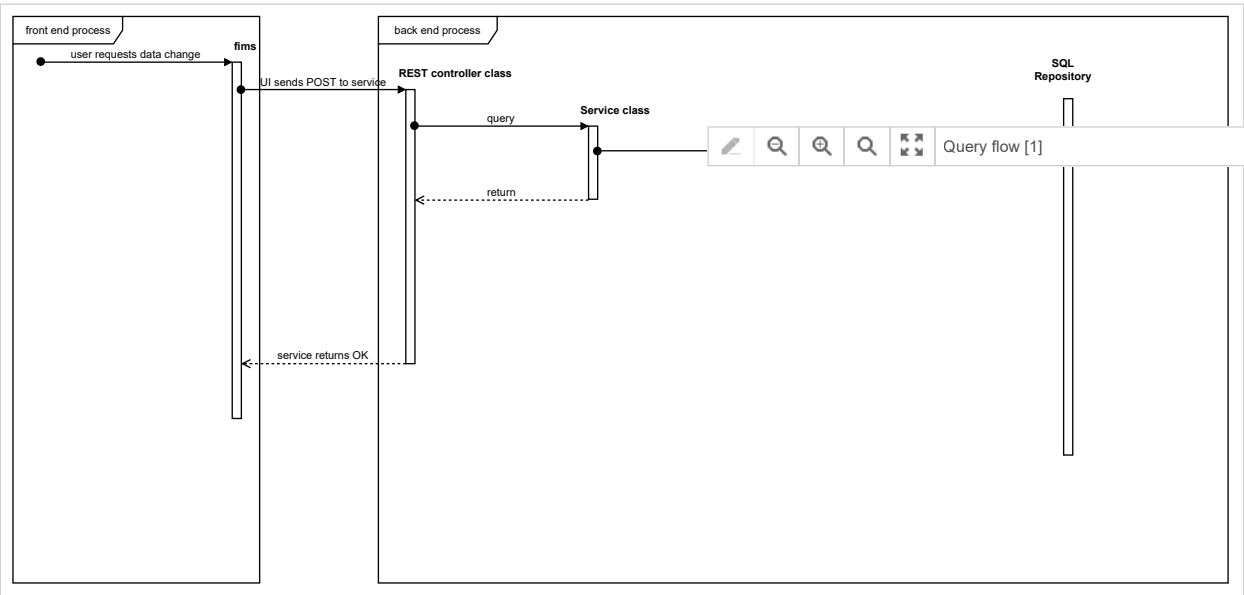 front end process
back end process
fims
user requests data change
REST controller class
SQL
Repository
UI sends POST to service
Service class
query
Query flow [1]
return
service returns OK